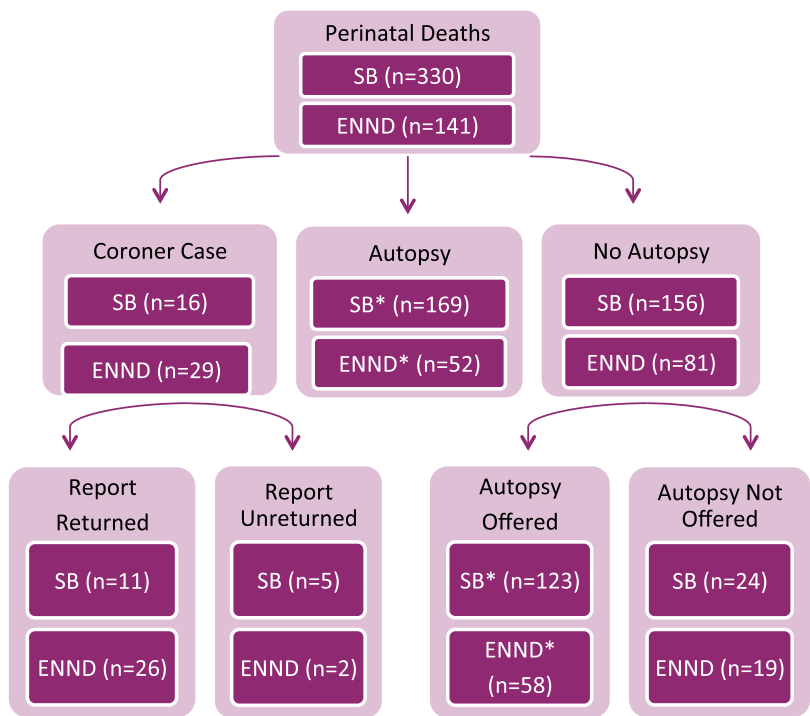 Perinatal Deaths
SB (n=330)
ENND (n=141)
Coroner Case
SB (n=16)
ENND (n=29)
Autopsy
SB* (n=169)
ENND* (n=52)
No Autopsy
SB (n=156)
ENND (n=81)
Report
Returned
SB (n=11)
ENND (n=26)
Report
Unreturned
SB (n=5)
ENND (n=2)
Autopsy
Offered
SB* (n=123)
ENND*
(n=58)
Autopsy Not
Offered
SB (n=24)
ENND (n=19)